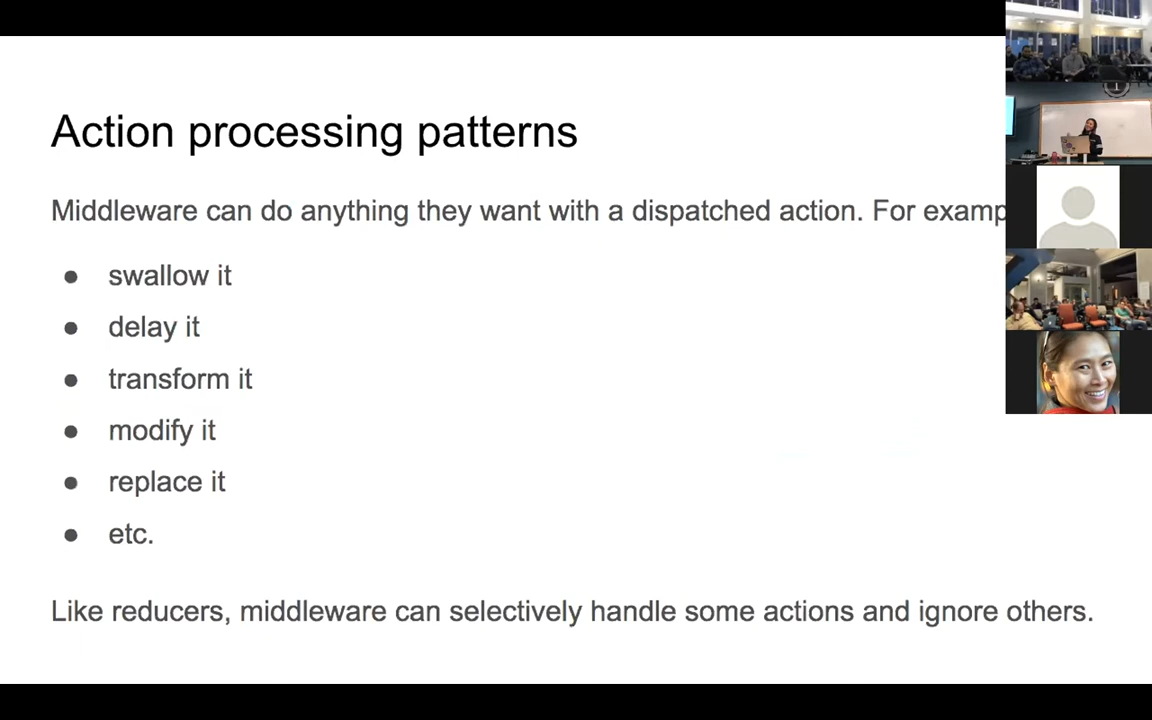 Action processing patterns
Middleware can do anything they want with a dispatched action. For examp
swallow it
delay it
transform it
modify it
replace it
etc.
Like reducers, middleware can selectively handle some actions and ignore others.